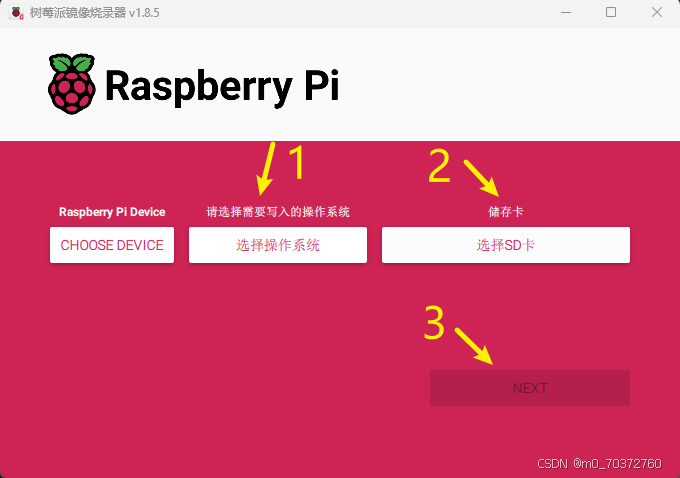 树莓派镜像烧录器 v1.8.5
Raspberry Pi
1
2
Raspberry Pi Device
请选择需要写入的操作系统
储存卡
CHOOSE DEVICE
选择操作系统
选择SD卡
3
NEXT
CSDN @m0_70372760